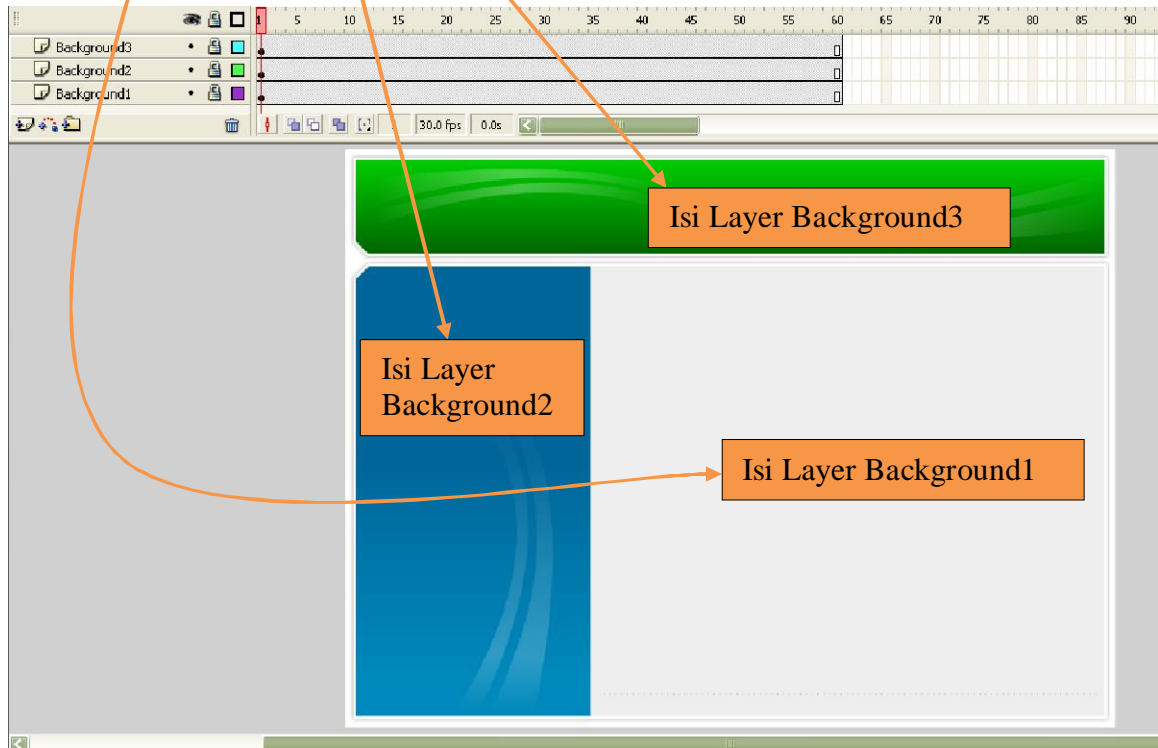 1 5 10 15 20 25 30 35 40 45 50 55 60 65 70 75 80 85 90
Background3
Background2
Background1
1 30.0 fps 0.0s
Isi Layer Background3
Isi Layer
Background2
Isi Layer Background1